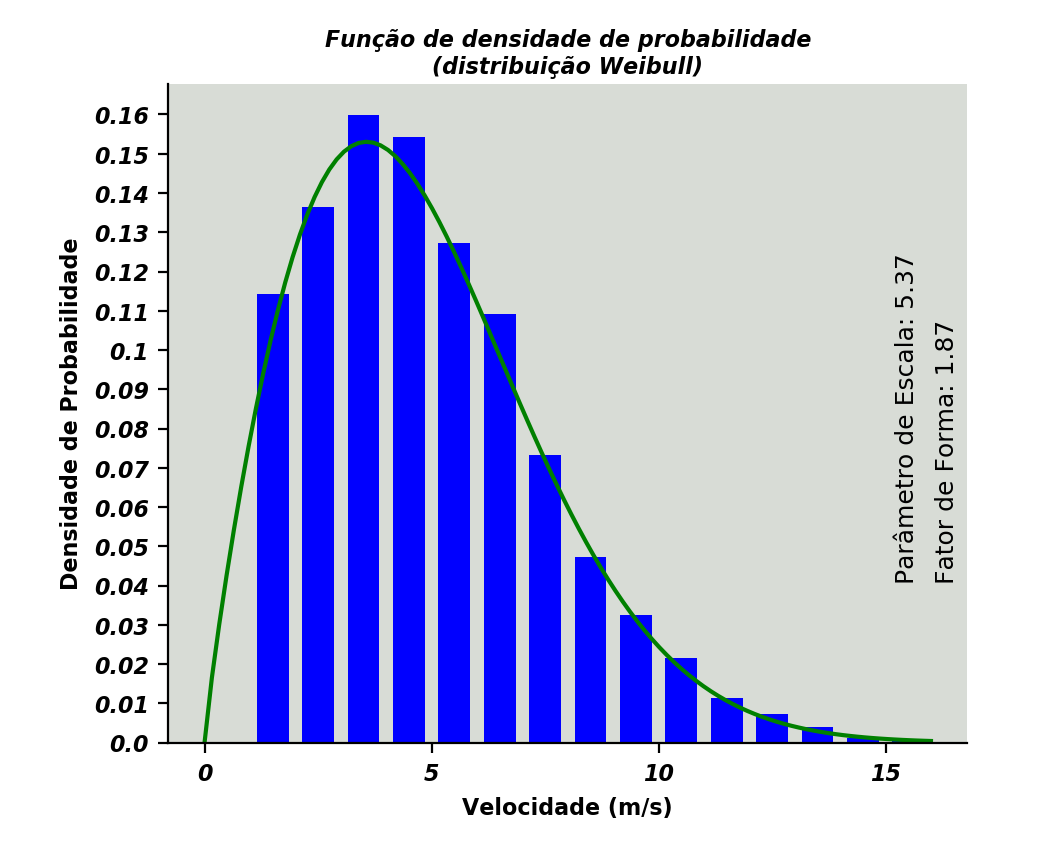 Função de densidade de probabilidade
(distribuição Weibull)
0.16
0.15
0.14
0.13
0.12
0.11
0.1
0.09
0.08
0.07
0.06
0.05
0.04
0.03
0.02
0.01
0.0
Densidade de Probabilidade
Parâmetro de Escala: 5.37
Fator de Forma: 1.87
0 5 10 15
Velocidade (m/s)